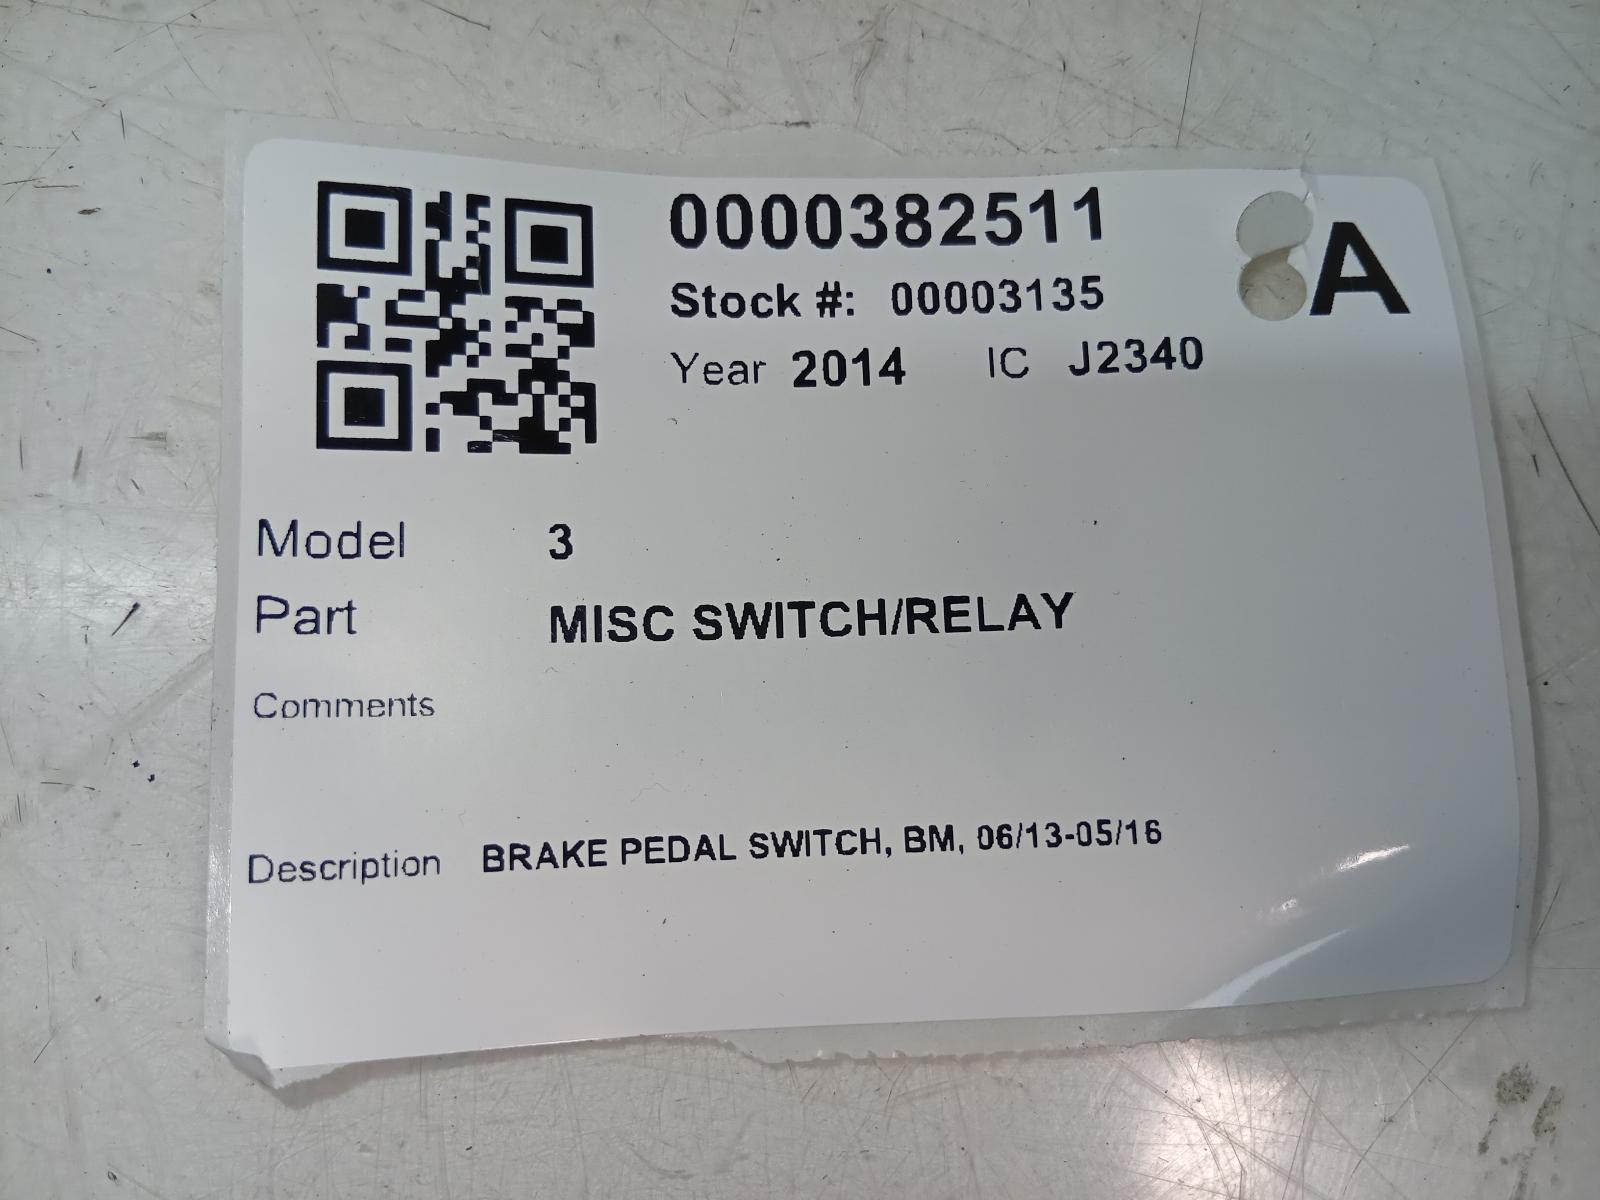 0000382511
A
Stock #: 00003135
Year 2014 IC J2340
Model 3
Part MISC SWITCH/RELAY
Comments
Description BRAKE PEDAL SWITCH, BM, 06/13-05/16